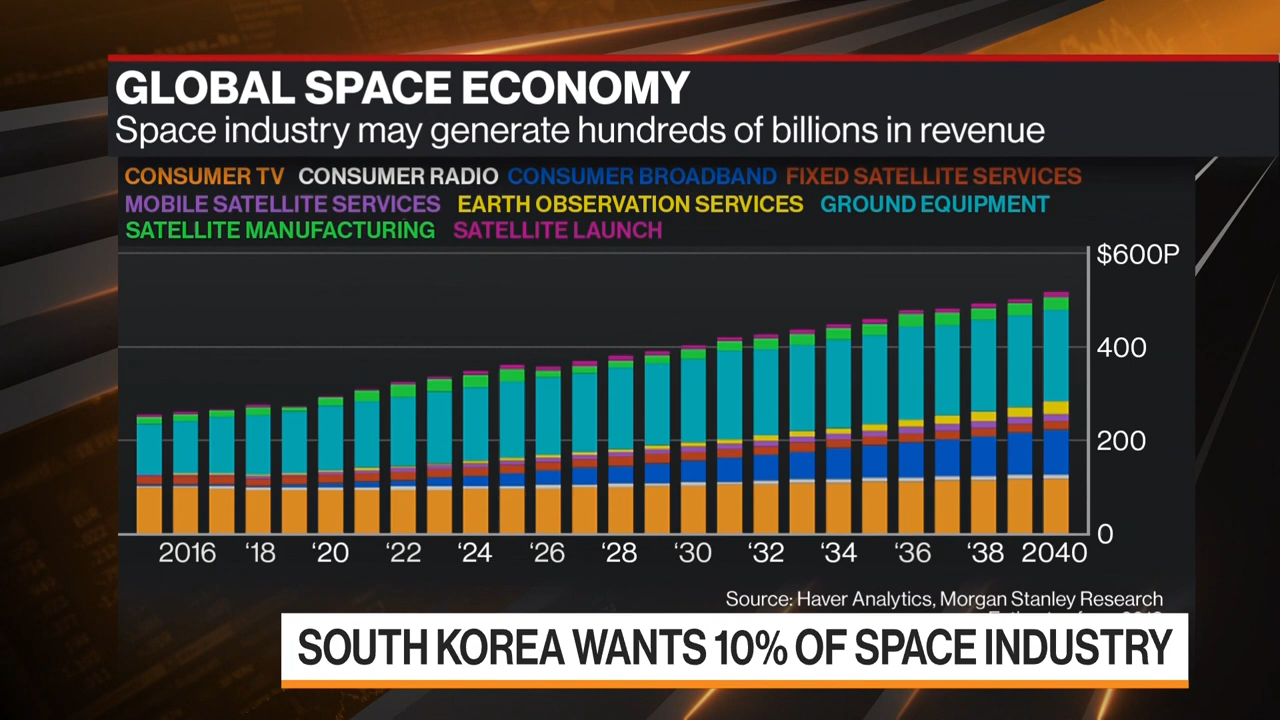 GLOBAL SPACE ECONOMY
Space industry may generate hundreds of billions in revenue
CONSUMER TV CONSUMER RADIO CONSUMER BROADBAND FIXED SATELLITE SERVICES
MOBILE SATELLITE SERVICES EARTH OBSERVATION SERVICES GROUND EQUIPMENT
SATELLITE MANUFACTURING SATELLITE LAUNCH
$600P
400
200
0
2016 ‘18 ‘20 ‘22 ‘24 ‘26 ‘28 ‘30 ‘32 ‘34 ‘36 ‘38 2040
Source: Haver Analytics, Morgan Stanley Research
SOUTH KOREA WANTS 10% OF SPACE INDUSTRY